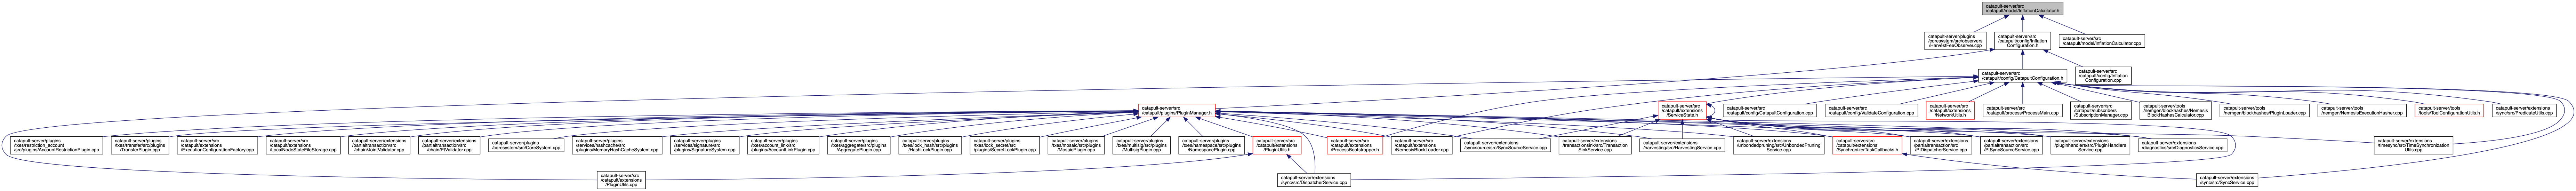 catapult-server/src
/catapult/model/InflationCalculator.h
catapult-server/plugins
/coresystem/src/observers
/HarvestFeeObserver.cpp
catapult-server/src
/catapult/config/Inflation
Configuration.h
catapult-server/src
/catapult/model/InflationCalculator.cpp
catapult-server/src
/catapult/config/CatapultConfiguration.h
catapult-server/src
/catapult/config/Inflation
Configuration.cpp
catapult-server/src
/catapult/plugins/PluginManager.h
catapult-server/src
/catapult/extensions
/ServiceState.h
catapult-server/src
/catapult/config/CatapultConfiguration.cpp
catapult-server/src
/catapult/config/ValidateConfiguration.cpp
catapult-server/src
/catapult/extensions
/NetworkUtils.h
catapult-server/src
/catapult/process/ProcessMain.cpp
catapult-server/src
/catapult/subscribers
/SubscriptionManager.cpp
catapult-server/tools
/nemgen/blockhashes/Nemesis
BlockHashesCalculator.cpp
catapult-server/tools
/nemgen/blockhashes/PluginLoader.cpp
catapult-server/tools
/nemgen/NemesisExecutionHasher.cpp
catapult-server/tools
/tools/ToolConfigurationUtils.h
catapult-server/extensions
/sync/src/PredicateUtils.cpp
catapult-server/plugins
/txes/restriction_account
/src/plugins/AccountRestrictionPlugin.cpp
catapult-server/plugins
/txes/transfer/src/plugins
/TransferPlugin.cpp
catapult-server/src
/catapult/extensions
/ExecutionConfigurationFactory.cpp
catapult-server/src
/catapult/extensions
/LocalNodeStateFileStorage.cpp
catapult-server/extensions
/partialtransaction/src
/chain/JointValidator.cpp
catapult-server/extensions
/partialtransaction/src
/chain/PtValidator.cpp
catapult-server/plugins
/coresystem/src/CoreSystem.cpp
catapult-server/plugins
/services/hashcache/src
/plugins/MemoryHashCacheSystem.cpp
catapult-server/plugins
/services/signature/src
/plugins/SignatureSystem.cpp
catapult-server/plugins
/txes/account_link/src
/plugins/AccountLinkPlugin.cpp
catapult-server/plugins
/txes/aggregate/src/plugins
/AggregatePlugin.cpp
catapult-server/plugins
/txes/lock_hash/src/plugins
/HashLockPlugin.cpp
catapult-server/plugins
/txes/lock_secret/src
/plugins/SecretLockPlugin.cpp
catapult-server/plugins
/txes/mosaic/src/plugins
/MosaicPlugin.cpp
catapult-server/plugins
/txes/multisig/src/plugins
/MultisigPlugin.cpp
catapult-server/plugins
/txes/namespace/src/plugins
/NamespacePlugin.cpp
catapult-server/src
/catapult/extensions
/PluginUtils.h
catapult-server/src
/catapult/extensions
/ProcessBootstrapper.h
catapult-server/src
/catapult/extensions
/NemesisBlockLoader.cpp
catapult-server/extensions
/syncsource/src/SyncSourceService.cpp
catapult-server/extensions
/transactionsink/src/Transaction
SinkService.cpp
catapult-server/extensions
/harvesting/src/HarvestingService.cpp
catapult-server/extensions
/unbondedpruning/src/UnbondedPruning
Service.cpp
catapult-server/src
/catapult/extensions
/SynchronizerTaskCallbacks.h
catapult-server/extensions
/partialtransaction/src
/PtDispatcherService.cpp
catapult-server/extensions
/partialtransaction/src
/PtSyncSourceService.cpp
catapult-server/extensions
/pluginhandlers/src/PluginHandlers
Service.cpp
catapult-server/extensions
/diagnostics/src/DiagnosticsService.cpp
catapult-server/extensions
/timesync/src/TimeSynchronization
Utils.cpp
catapult-server/src
/catapult/extensions
/PluginUtils.cpp
catapult-server/extensions
/sync/src/DispatcherService.cpp
catapult-server/extensions
/sync/src/SyncService.cpp